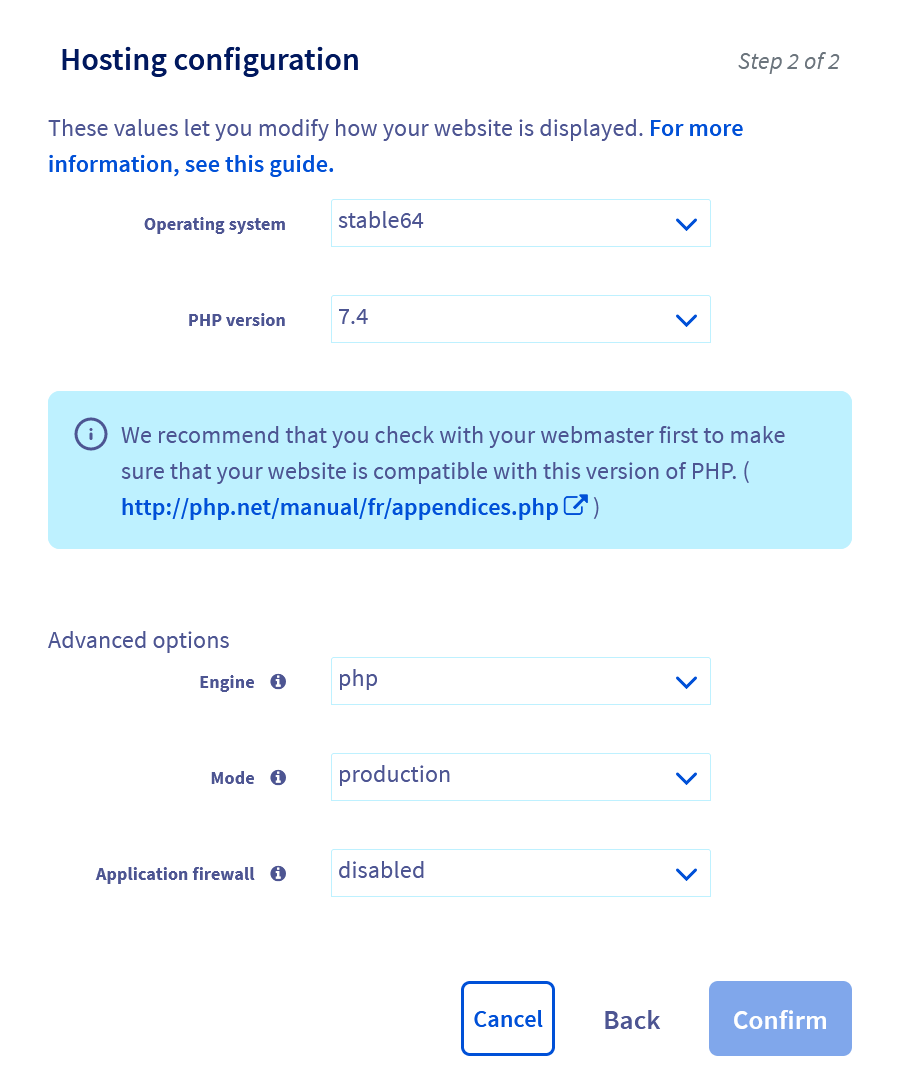 Hosting configuration
Step 2 of 2
These values let you modify how your website is displayed. For more
information, see this guide.
Operating system
stable64
PHP version
7.4
We recommend that you check with your webmaster first to make
sure that your website is compatible with this version of PHP. (
http://php.net/manual/fr/appendices.php )
Advanced options
Engine
php
Mode
production
Application firewall
disabled
Cancel
Back
Confirm